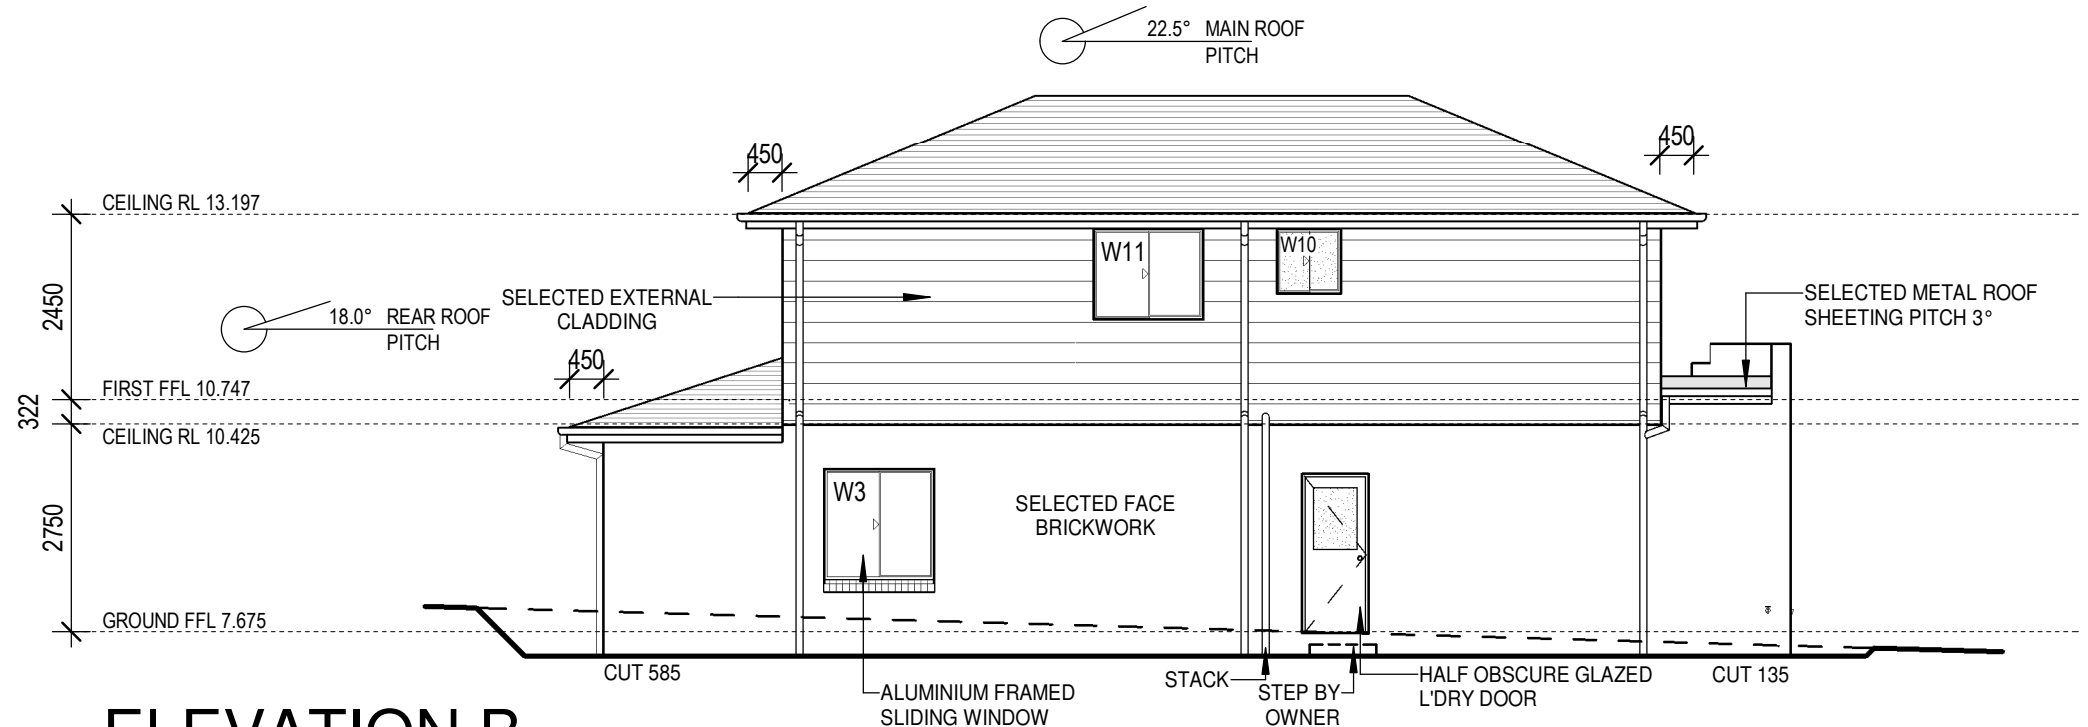 22.5° MAIN ROOF
PITCH
450
450
CEILING RL 13.197
W11
W10
2450
SELECTED EXTERNAL
CLADDING
SELECTED METAL ROOF
SHEETING PITCH 3°
18.0° REAR ROOF
PITCH
450
FIRST FFL 10.747
322
CEILING RL 10.425
W3
SELECTED FACE
BRICKWORK
2750
GROUND FFL 7.675
CUT 585
STACK
STEP BY
OWNER
HALF OBSCURE GLAZED
L'DRY DOOR
CUT 135
ALUMINIUM FRAMED
SLIDING WINDOW
ELEVATION B